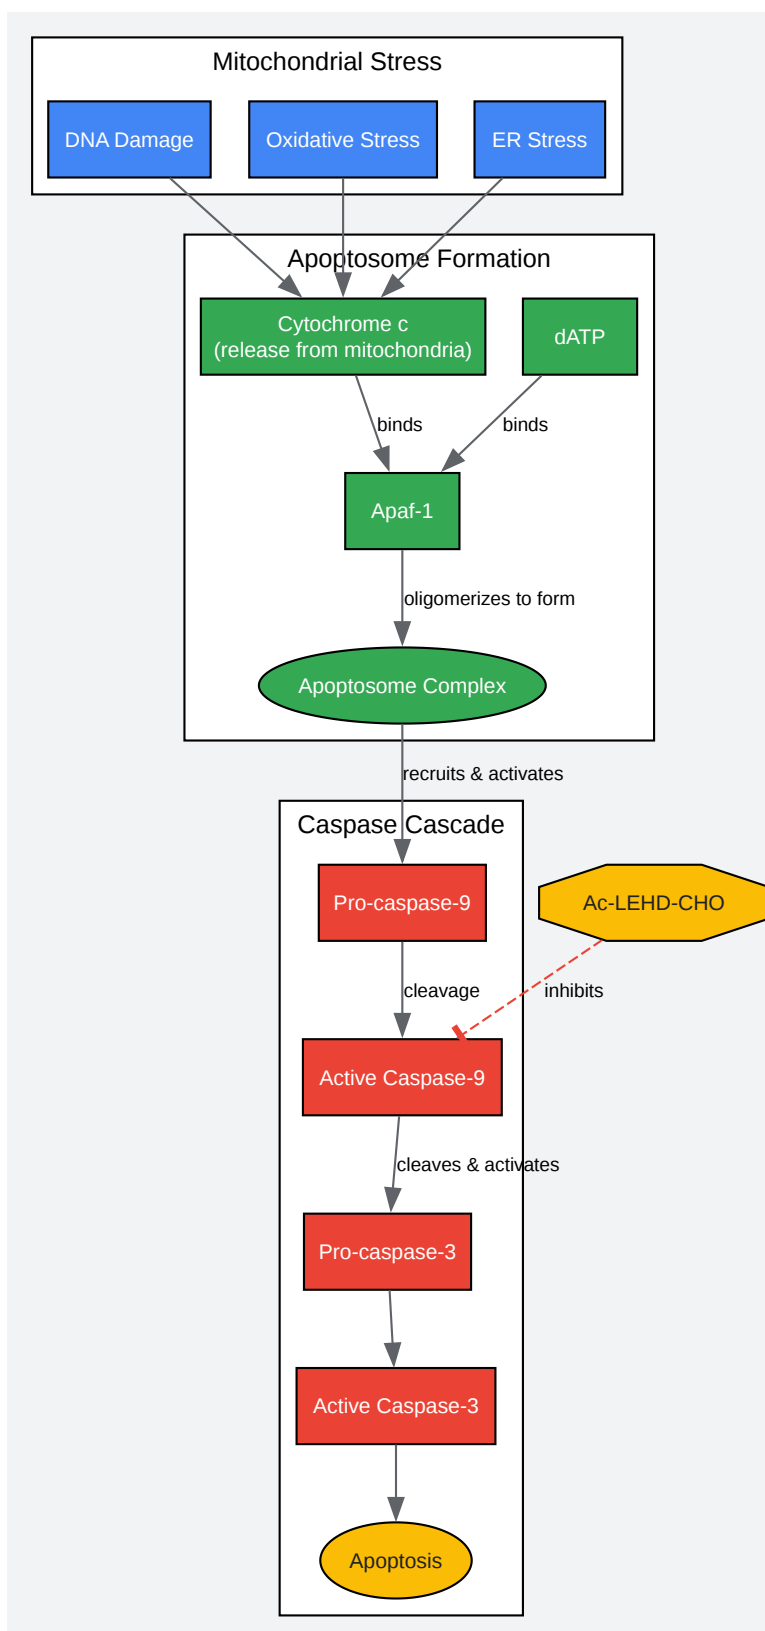 Mitochondrial Stress
DNA Damage
Oxidative Stress
ER Stress
Apoptosome Formation
Cytochrome c
(release from mitochondria)
dATP
binds
binds
Apaf-1
oligomerizes to form
Apoptosome Complex
recruits & activates
Caspase Cascade
Pro-caspase-9
Ac-LEHD-CHO
cleavage
inhibits
Active Caspase-9
cleaves & activates
Pro-caspase-3
Active Caspase-3
Apoptosis